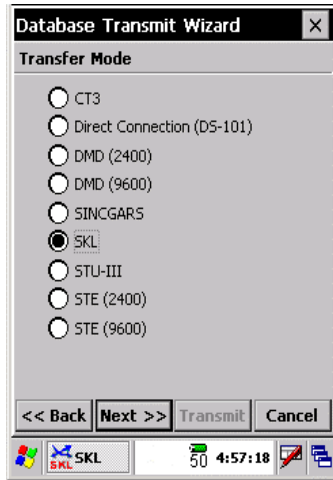 Database Transmit Wizard
Transfer Mode
CT3
Direct Connection (DS-101)
DMD (2400)
DMD (9600)
SINCGARS
SKL
STU-III
STE (2400)
STE (9600)
<< Back Next >> Transmit Cancel
SKL SKL 50 4:57:18